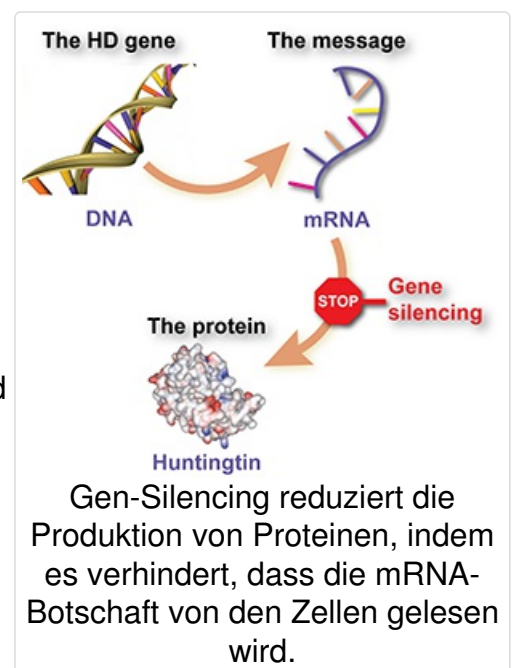 The HD gene
The message
DNA
mRNA
STOP
Gene
silencing
The protein
Huntingtin
d
Gen-Silencing reduziert die
Produktion von Proteinen, indem
es verhindert, dass die mRNA-
Botschaft von den Zellen gelesen
wird.